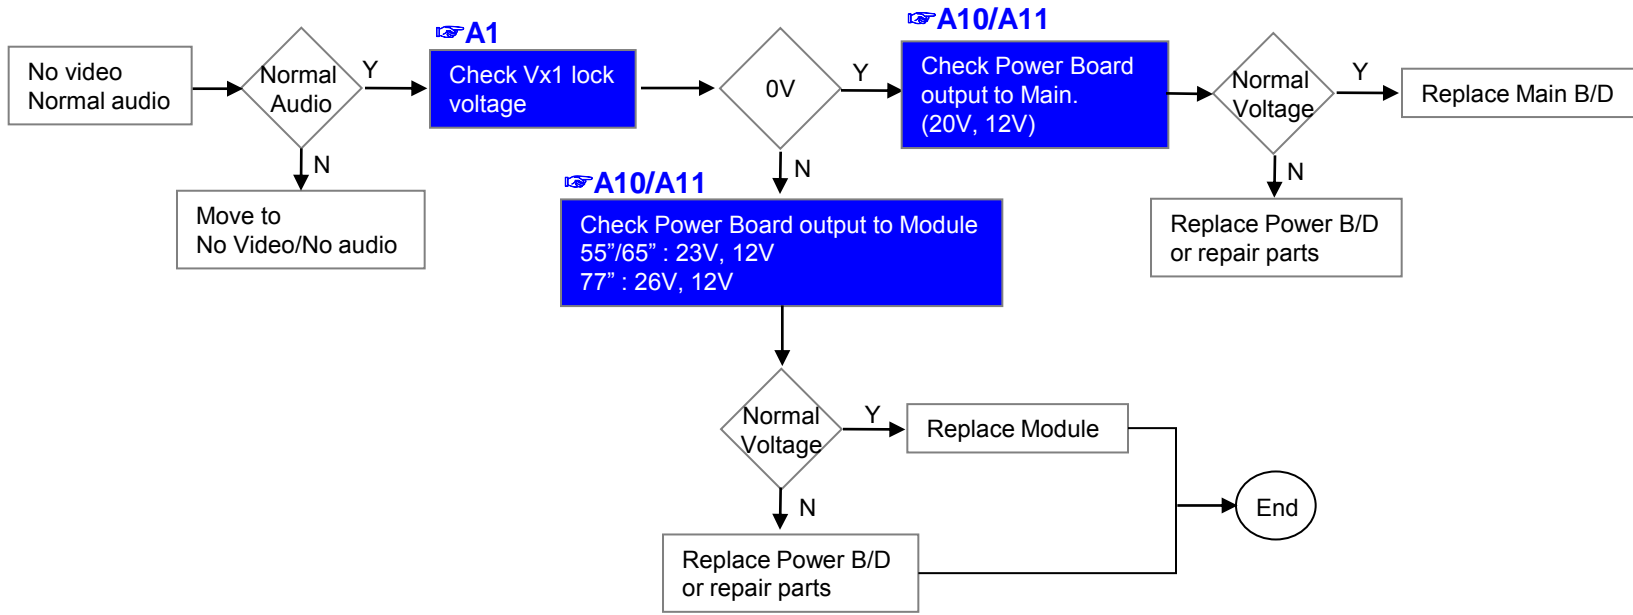 ☞A1
☞A10/A11
No video
Normal audio
Normal
Audio
Y
Check Vx1 lock
voltage
0V
Y
Check Power Board
output to Main.
(20V, 12V)
Normal
Voltage
Y
Replace Main B/D
N
Move to
No Video/No audio
N
☞A10/A11
Check Power Board output to Module
55”/65” : 23V, 12V
77” : 26V, 12V
N
Replace Power B/D
or repair parts
Normal
Voltage
Y
Replace Module
N
Replace Power B/D
or repair parts
End